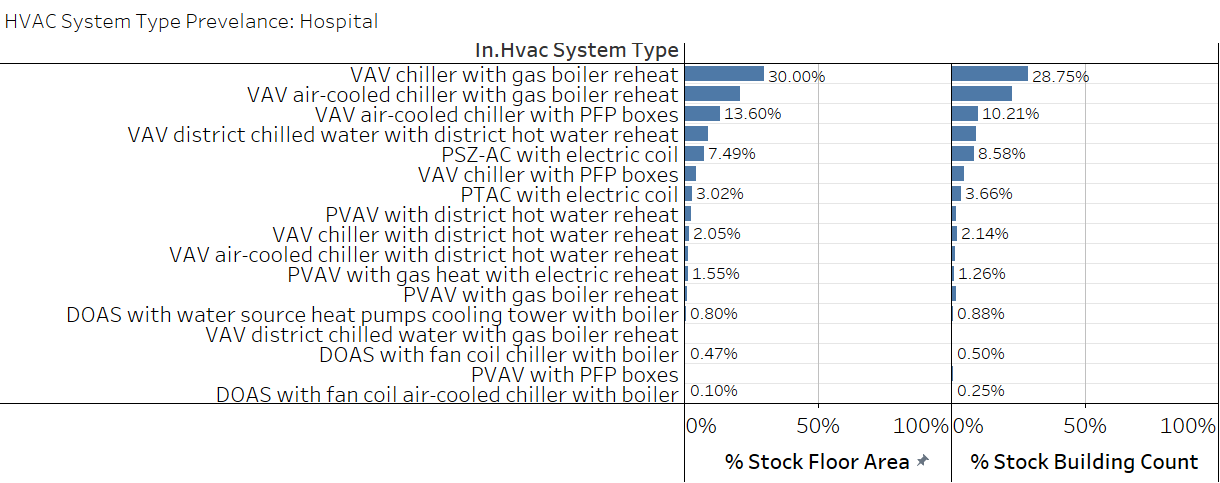 HVAC System Type Prevelance: Hospital
In.Hvac System Type
VAV chiller with gas boiler reheat 30.00% 28.75%
VAV air-cooled chiller with gas boiler reheat
VAV air-cooled chiller with PFP boxes 13.60% 10.21%
VAV district chilled water with district hot water reheat
PSZ-AC with electric coil 7.49% 8.58%
VAV chiller with PFP boxes
PTAC with electric coil 3.02% 3.66%
PVAV with district hot water reheat
VAV chiller with district hot water reheat 2.05% 2.14%
VAV air-cooled chiller with district hot water reheat
PVAV with gas heat with electric reheat 1.55% 1.26%
PVAV with gas boiler reheat
DOAS with water source heat pumps cooling tower with boiler 0.80% 0.88%
VAV district chilled water with gas boiler reheat
DOAS with fan coil chiller with boiler 0.47% 0.50%
PVAV with PFP boxes
DOAS with fan coil air-cooled chiller with boiler 0.10% 0.25%
0% 50% 100% 0% 50% 100%
% Stock Floor Area % Stock Building Count